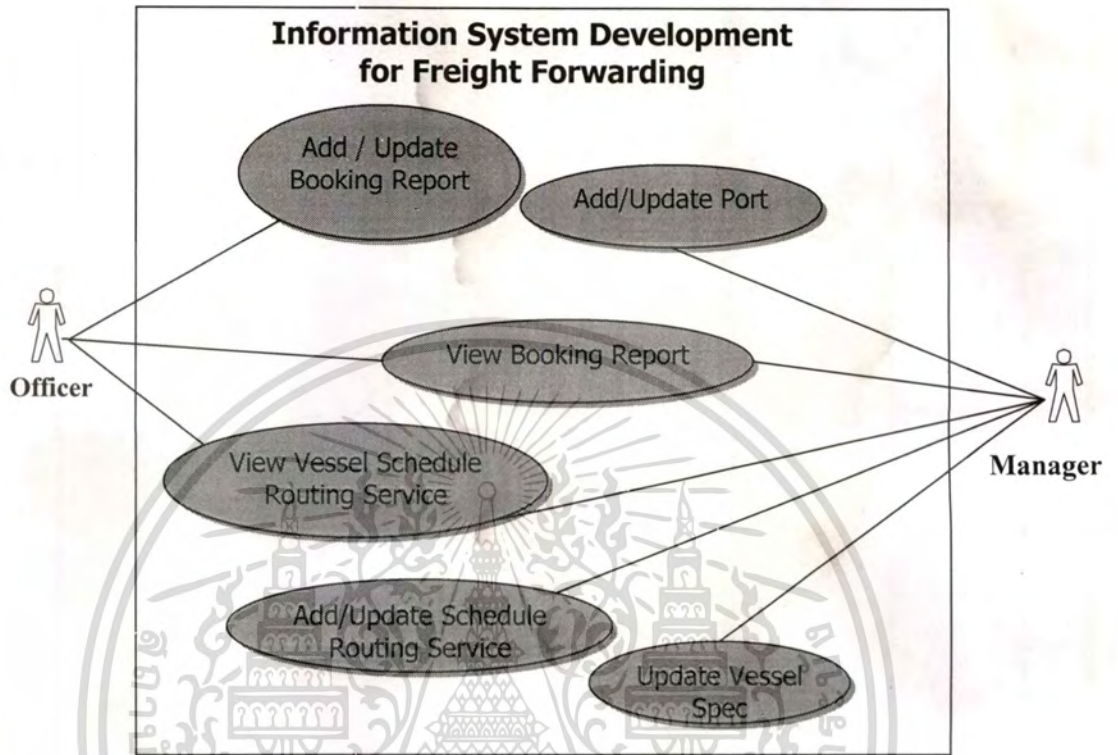 Information System Development
for Freight Forwarding
Add / Update
Booking Report
Add/Update Port
View Booking Report
Officer
Manager
View Vessel Schedule
Routing Service
Add/Update Schedule
Routing Service
Update Vessel
Spec